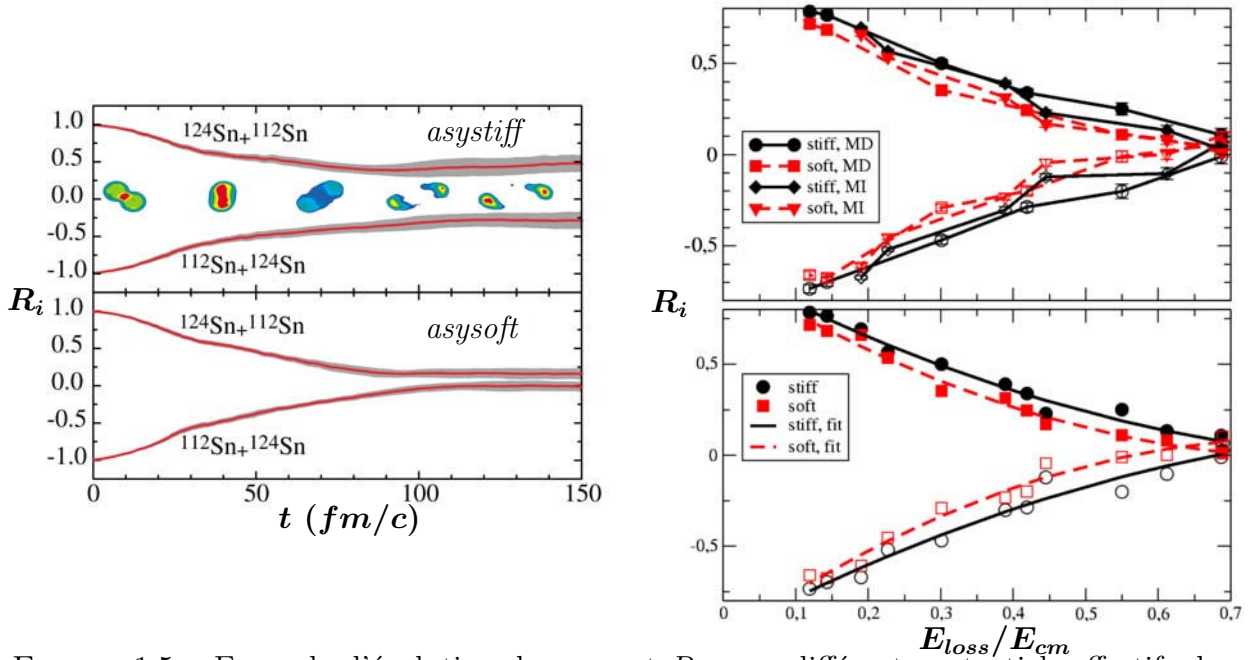 1.0
0.5
0.0
-0.5
-1.0
¹²⁴Sn+¹¹²Sn
asystiff
¹¹²Sn+¹²⁴Sn
R_i
1.0
0.5
0.0
-0.5
-1.0
¹²⁴Sn+¹¹²Sn
asysoft
¹¹²Sn+¹²⁴Sn
0 50 100 150
t (fm/c)
0,5
0
-0,5
stiff, MD
soft, MD
stiff, MI
soft, MI
R_i
0,5
0
-0,5
stiff
soft
stiff, fit
soft, fit
0 0,1 0,2 0,3 0,4 0,5 0,6 0,7
E_loss/E_cm